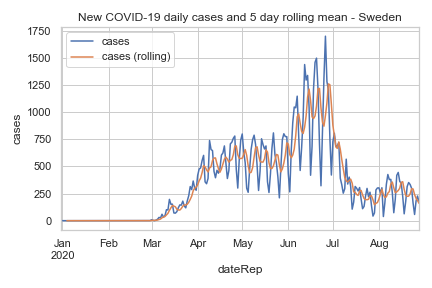 New COVID-19 daily cases and 5 day rolling mean - Sweden
cases
cases (rolling)
1750
1500
1250
1000
750
500
250
0
cases
Jan Feb Mar Apr May Jun Jul Aug
2020
dateRep